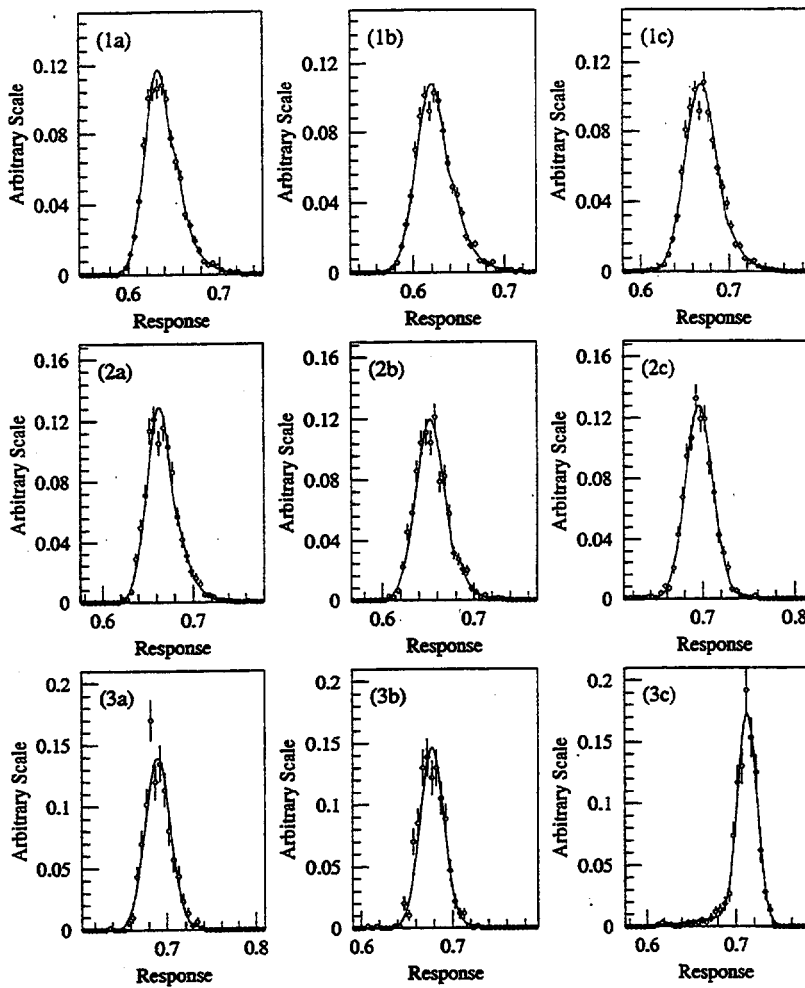 (1a)
0.12
0.08
0.04
0
0.6
0.7
Arbitrary Scale
Response
(1b)
0.12
0.08
0.04
0
0.6
0.7
Arbitrary Scale
Response
(1c)
0.12
0.08
0.04
0
0.6
0.7
Arbitrary Scale
Response
(2a)
0.16
0.12
0.08
0.04
0
0.6
0.7
Arbitrary Scale
Response
(2b)
0.16
0.12
0.08
0.04
0
0.6
0.7
Arbitrary Scale
Response
(2c)
0.16
0.12
0.08
0.04
0
0.7
0.8
Arbitrary Scale
Response
(3a)
0.2
0.15
0.1
0.05
0
0.7
0.8
Arbitrary Scale
Response
(3b)
0.2
0.15
0.1
0.05
0
0.6
0.7
Arbitrary Scale
Response
(3c)
0.2
0.15
0.1
0.05
0
0.6
0.7
Arbitrary Scale
Response